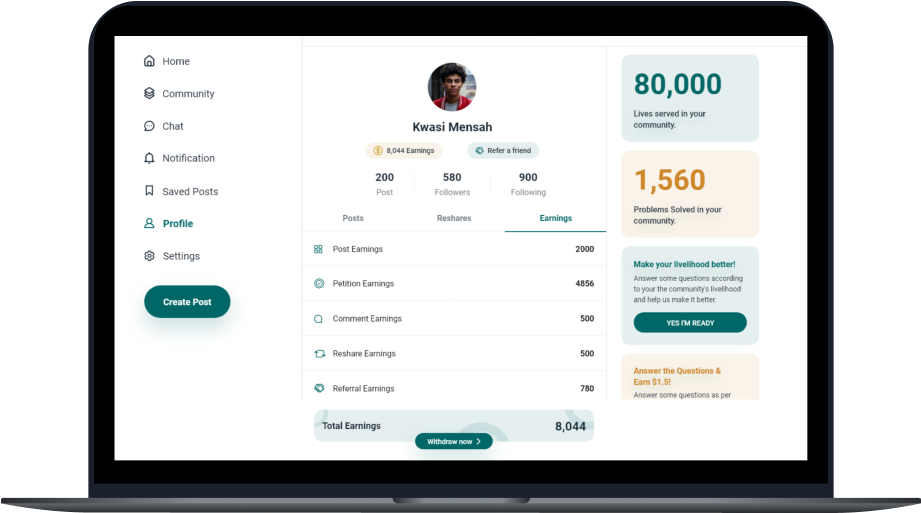 Home
Community
Chat
Notification
Saved Posts
Profile
Settings
Create Post
Kwasi Mensah
8,044 Earnings
Refer a friend
200 580 900
Post Followers Following
Posts Reshares Earnings
Post Earnings 2000
Petition Earnings 4856
Comment Earnings 500
Reshare Earnings 500
Referral Earnings 780
Total Earnings 8,044
Withdraw now
80,000
Lives served in your
community.
1,560
Problems Solved in your
community.
Make your livelihood better!
Answer some questions according
to your the community's livelihood
and help us make it better.
YES I'M READY
Answer the Questions &
Earn $1.5!
Answer some questions as per